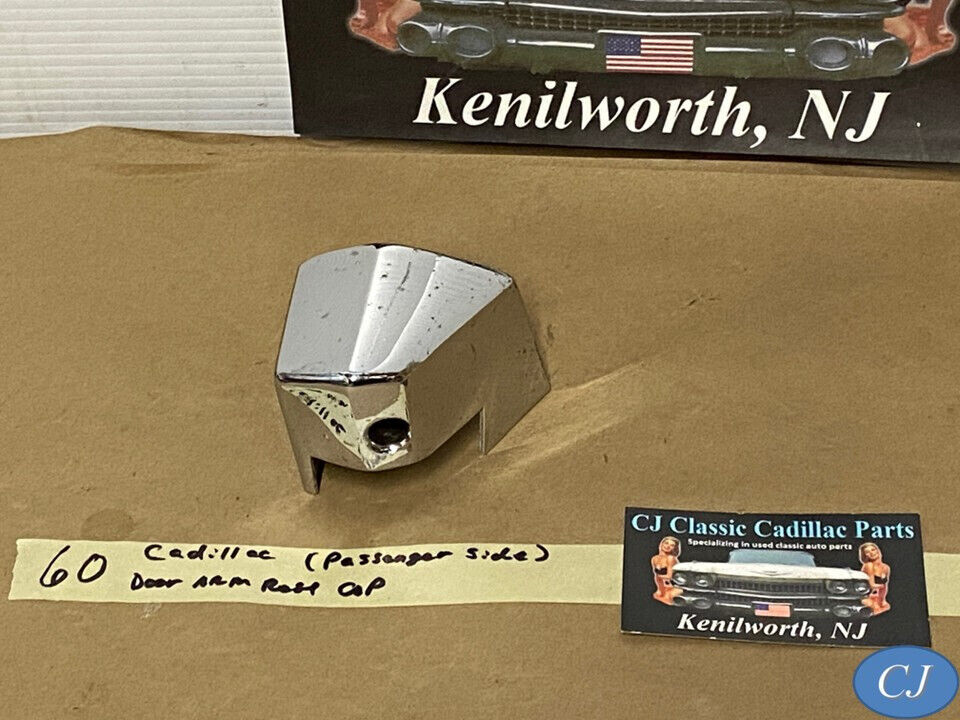 Kenilworth, NJ
60 Cadillac (Passenger Side)
Door ARM Rest CAP
CJ Classic Cadillac Parts
Specializing in used classic auto parts
Kenilworth, NJ
CJ